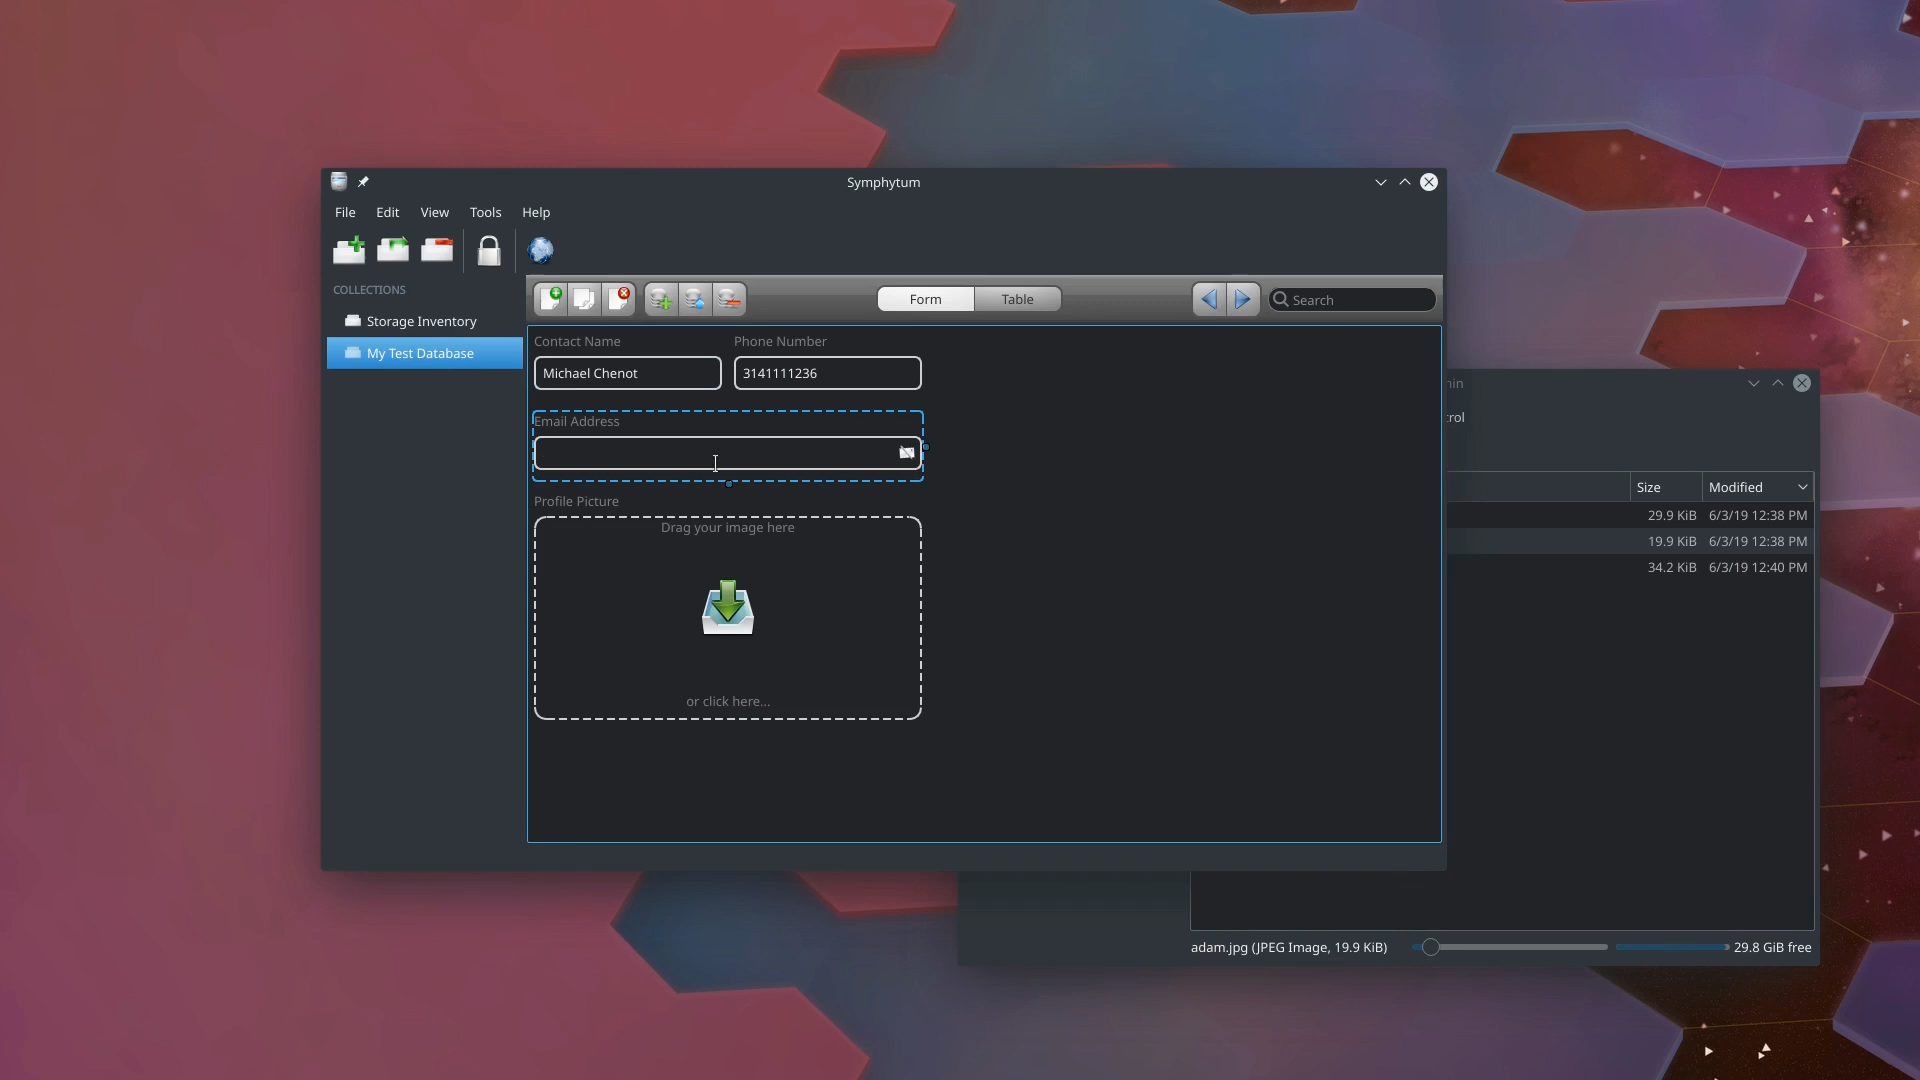 Symphytum
File Edit View Tools Help
COLLECTIONS
Storage Inventory
My Test Database
Form Table
Search
Contact Name Phone Number
Michael Chenot 3141111236
Email Address
Profile Picture
Drag your image here
or click here...
Size Modified
29.9 KiB 6/3/19 12:38 PM
19.9 KiB 6/3/19 12:38 PM
34.2 KiB 6/3/19 12:40 PM
adam.jpg (JPEG Image, 19.9 KiB) 29.8 GiB free